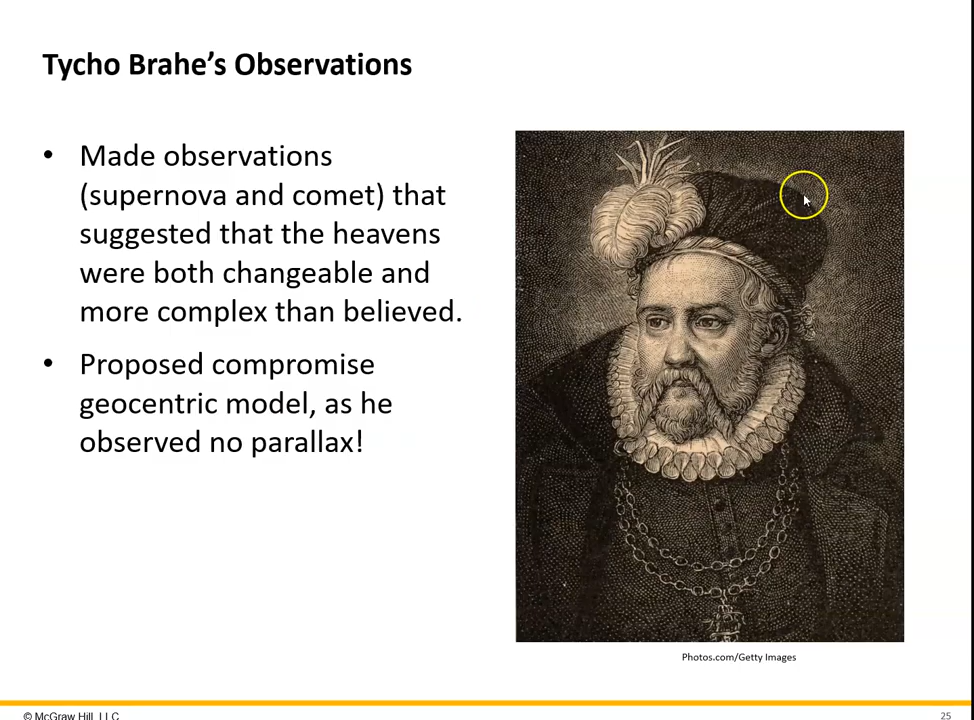 Tycho Brahe’s Observations
• Made observations
(supernova and comet) that
suggested that the heavens
were both changeable and
more complex than believed.
• Proposed compromise
geocentric model, as he
observed no parallax!
Photos.com/Getty Images
© McGraw Hill, LLC
25